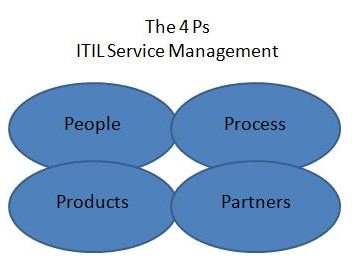 The 4 Ps
ITIL Service Management
People
Process
Products
Partners